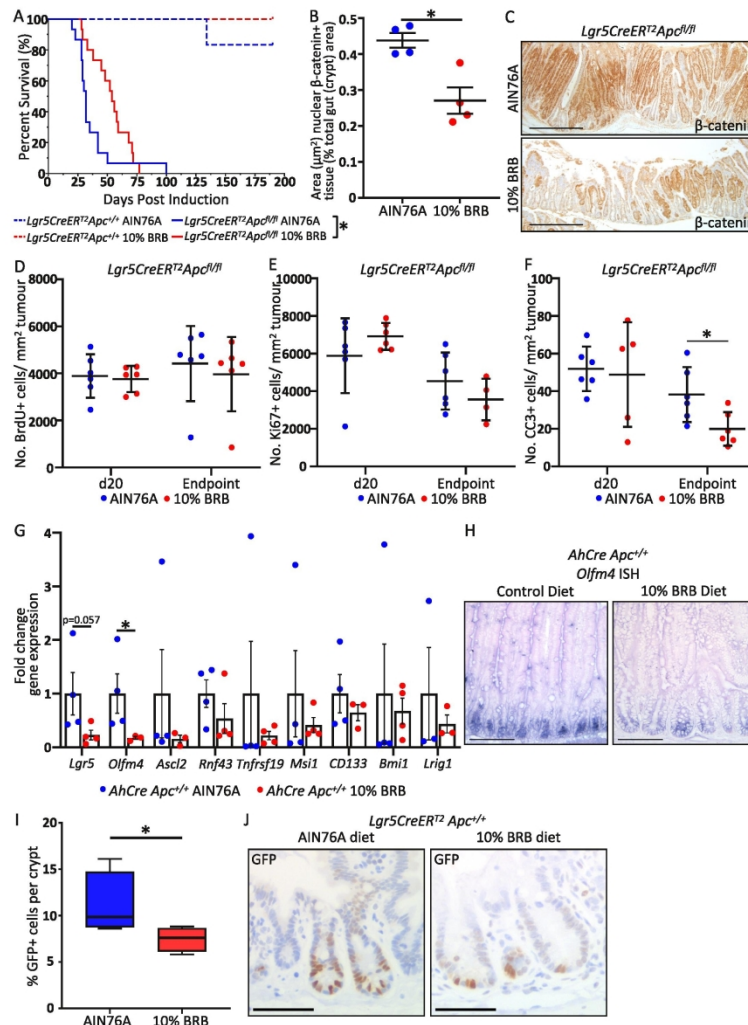 A
100
80
60
40
20
0
Percent Survival (%)
0 25 50 75 100 125 150 175 200
Days Post Induction
Lgr5CreERT2Apc+/+ AIN76A
Lgr5CreERT2Apcfl/fl AIN76A
Lgr5CreERT2Apc+/+ 10% BRB
Lgr5CreERT2Apcfl/fl 10% BRB
*
B
0.5
0.4
0.3
0.2
0.1
0
Area (µm²) nuclear β-catenin+
tissue (% total gut (crypt) area)
*
AIN76A 10% BRB
C
Lgr5CreERT2Apcfl/fl
AIN76A
β-cateni
10% BRB
β-cateni
D
Lgr5CreERT2Apcfl/fl
8000
6000
4000
2000
0
No. BrdU+ cells/ mm² tumour
d20 Endpoint
AIN76A 10% BRB
E
Lgr5CreERT2Apcfl/fl
10000
8000
6000
4000
2000
0
No. Ki67+ cells/ mm² tumour
d20 Endpoint
AIN76A 10% BRB
F
Lgr5CreERT2Apcfl/fl
100
80
60
40
20
0
No. CC3+ cells/ mm² tumour
*
d20 Endpoint
AIN76A 10% BRB
G
4
2
1
0
Fold change
gene expression
p=0.057
*
Lgr5 Olfm4 Ascl2 Rnf43 Tnfrsf19 Msi1 CD133 Bmi1 Lrig1
AhCre Apc+/+ AIN76A AhCre Apc+/+ 10% BRB
H
AhCre Apc+/+
Olfm4 ISH
Control Diet 10% BRB Diet
I
20
15
10
5
0
% GFP+ cells per crypt
*
AIN76A 10% BRB
J
Lgr5CreERT2 Apc+/+
AIN76A diet 10% BRB diet
GFP GFP